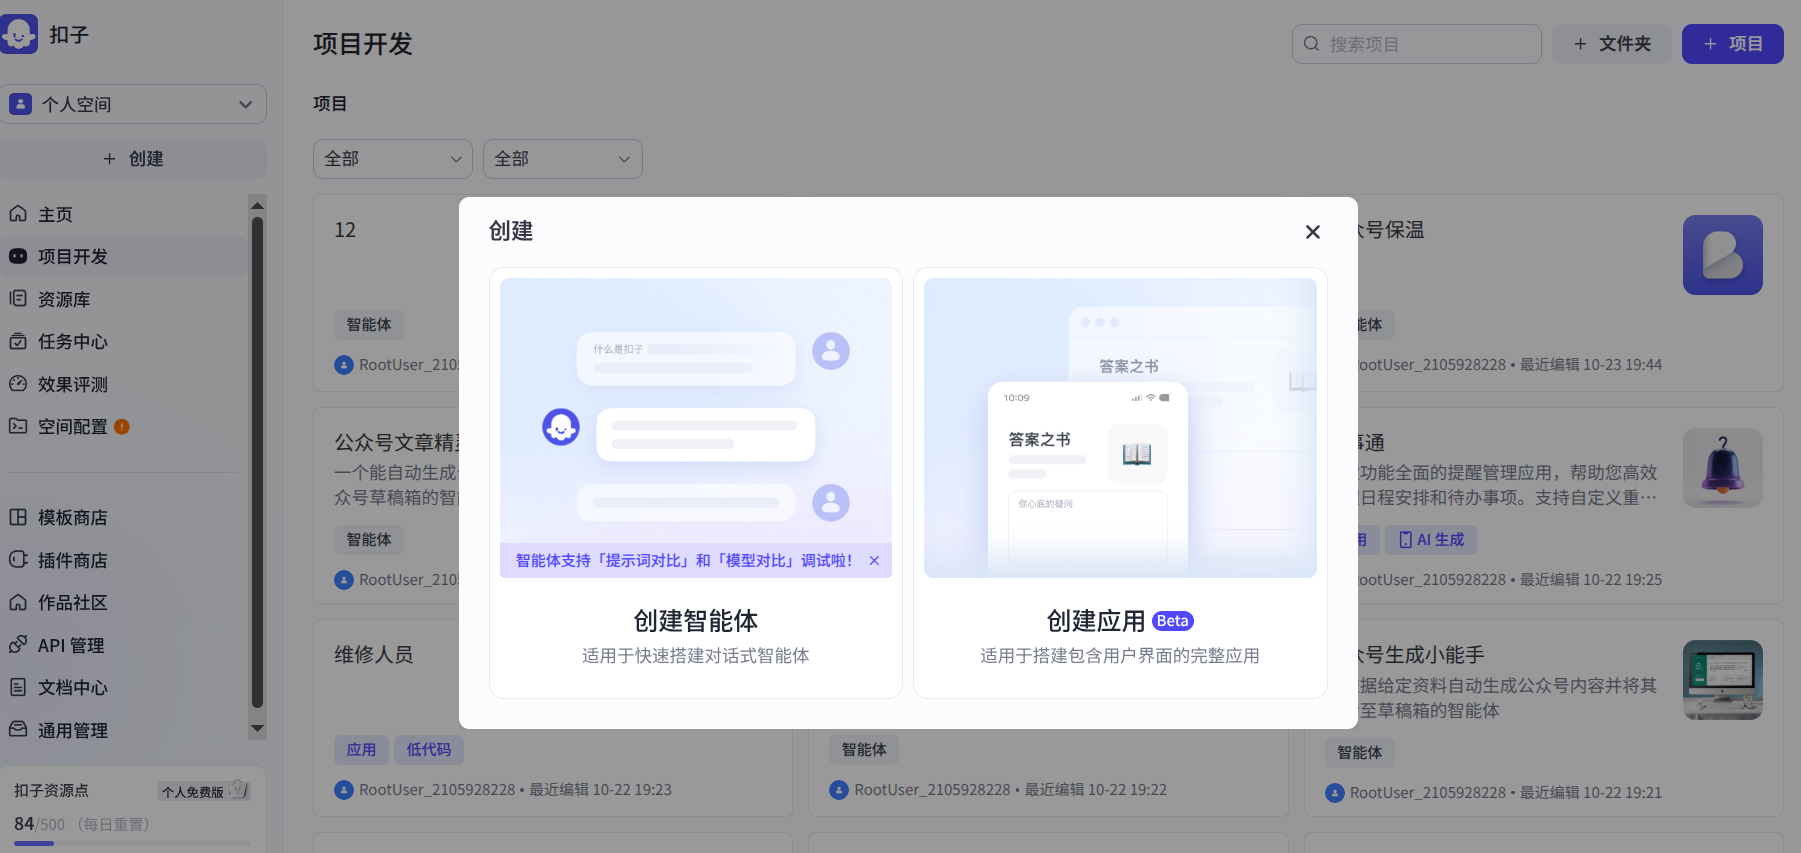 扣子
个人空间
创建
主页
项目开发
资源库
任务中心
效果评测
空间配置
模板商店
插件商店
作品社区
API 管理
文档中心
通用管理
扣子资源点
个人免费版
84/500 （每日重置）
项目开发
搜索项目
文件夹
项目
项目
全部
全部
12
智能体
RootUser_2105
号保温
能体
ootUser_2105928228 • 最近编辑 10-23 19:44
公众号文章精
一个能自动生成
众号草稿箱的智
智能体
RootUser_2105
事通
功能全面的提醒管理应用，帮助您高效
日程安排和待办事项。支持自定义重…
用
AI 生成
ootUser_2105928228 • 最近编辑 10-22 19:25
维修人员
应用
低代码
RootUser_2105928228 • 最近编辑 10-22 19:23
智能体
RootUser_2105928228 • 最近编辑 10-22 19:22
号生成小能手
据给定资料自动生成公众号内容并将其
至草稿箱的智能体
智能体
RootUser_2105928228 • 最近编辑 10-22 19:21
创建
什么是扣子
智能体支持「提示词对比」和「模型对比」调试啦！
创建智能体
适用于快速搭建对话式智能体
答案之书
10:09
答案之书
你心底的疑问
创建应用 Beta
适用于搭建包含用户界面的完整应用